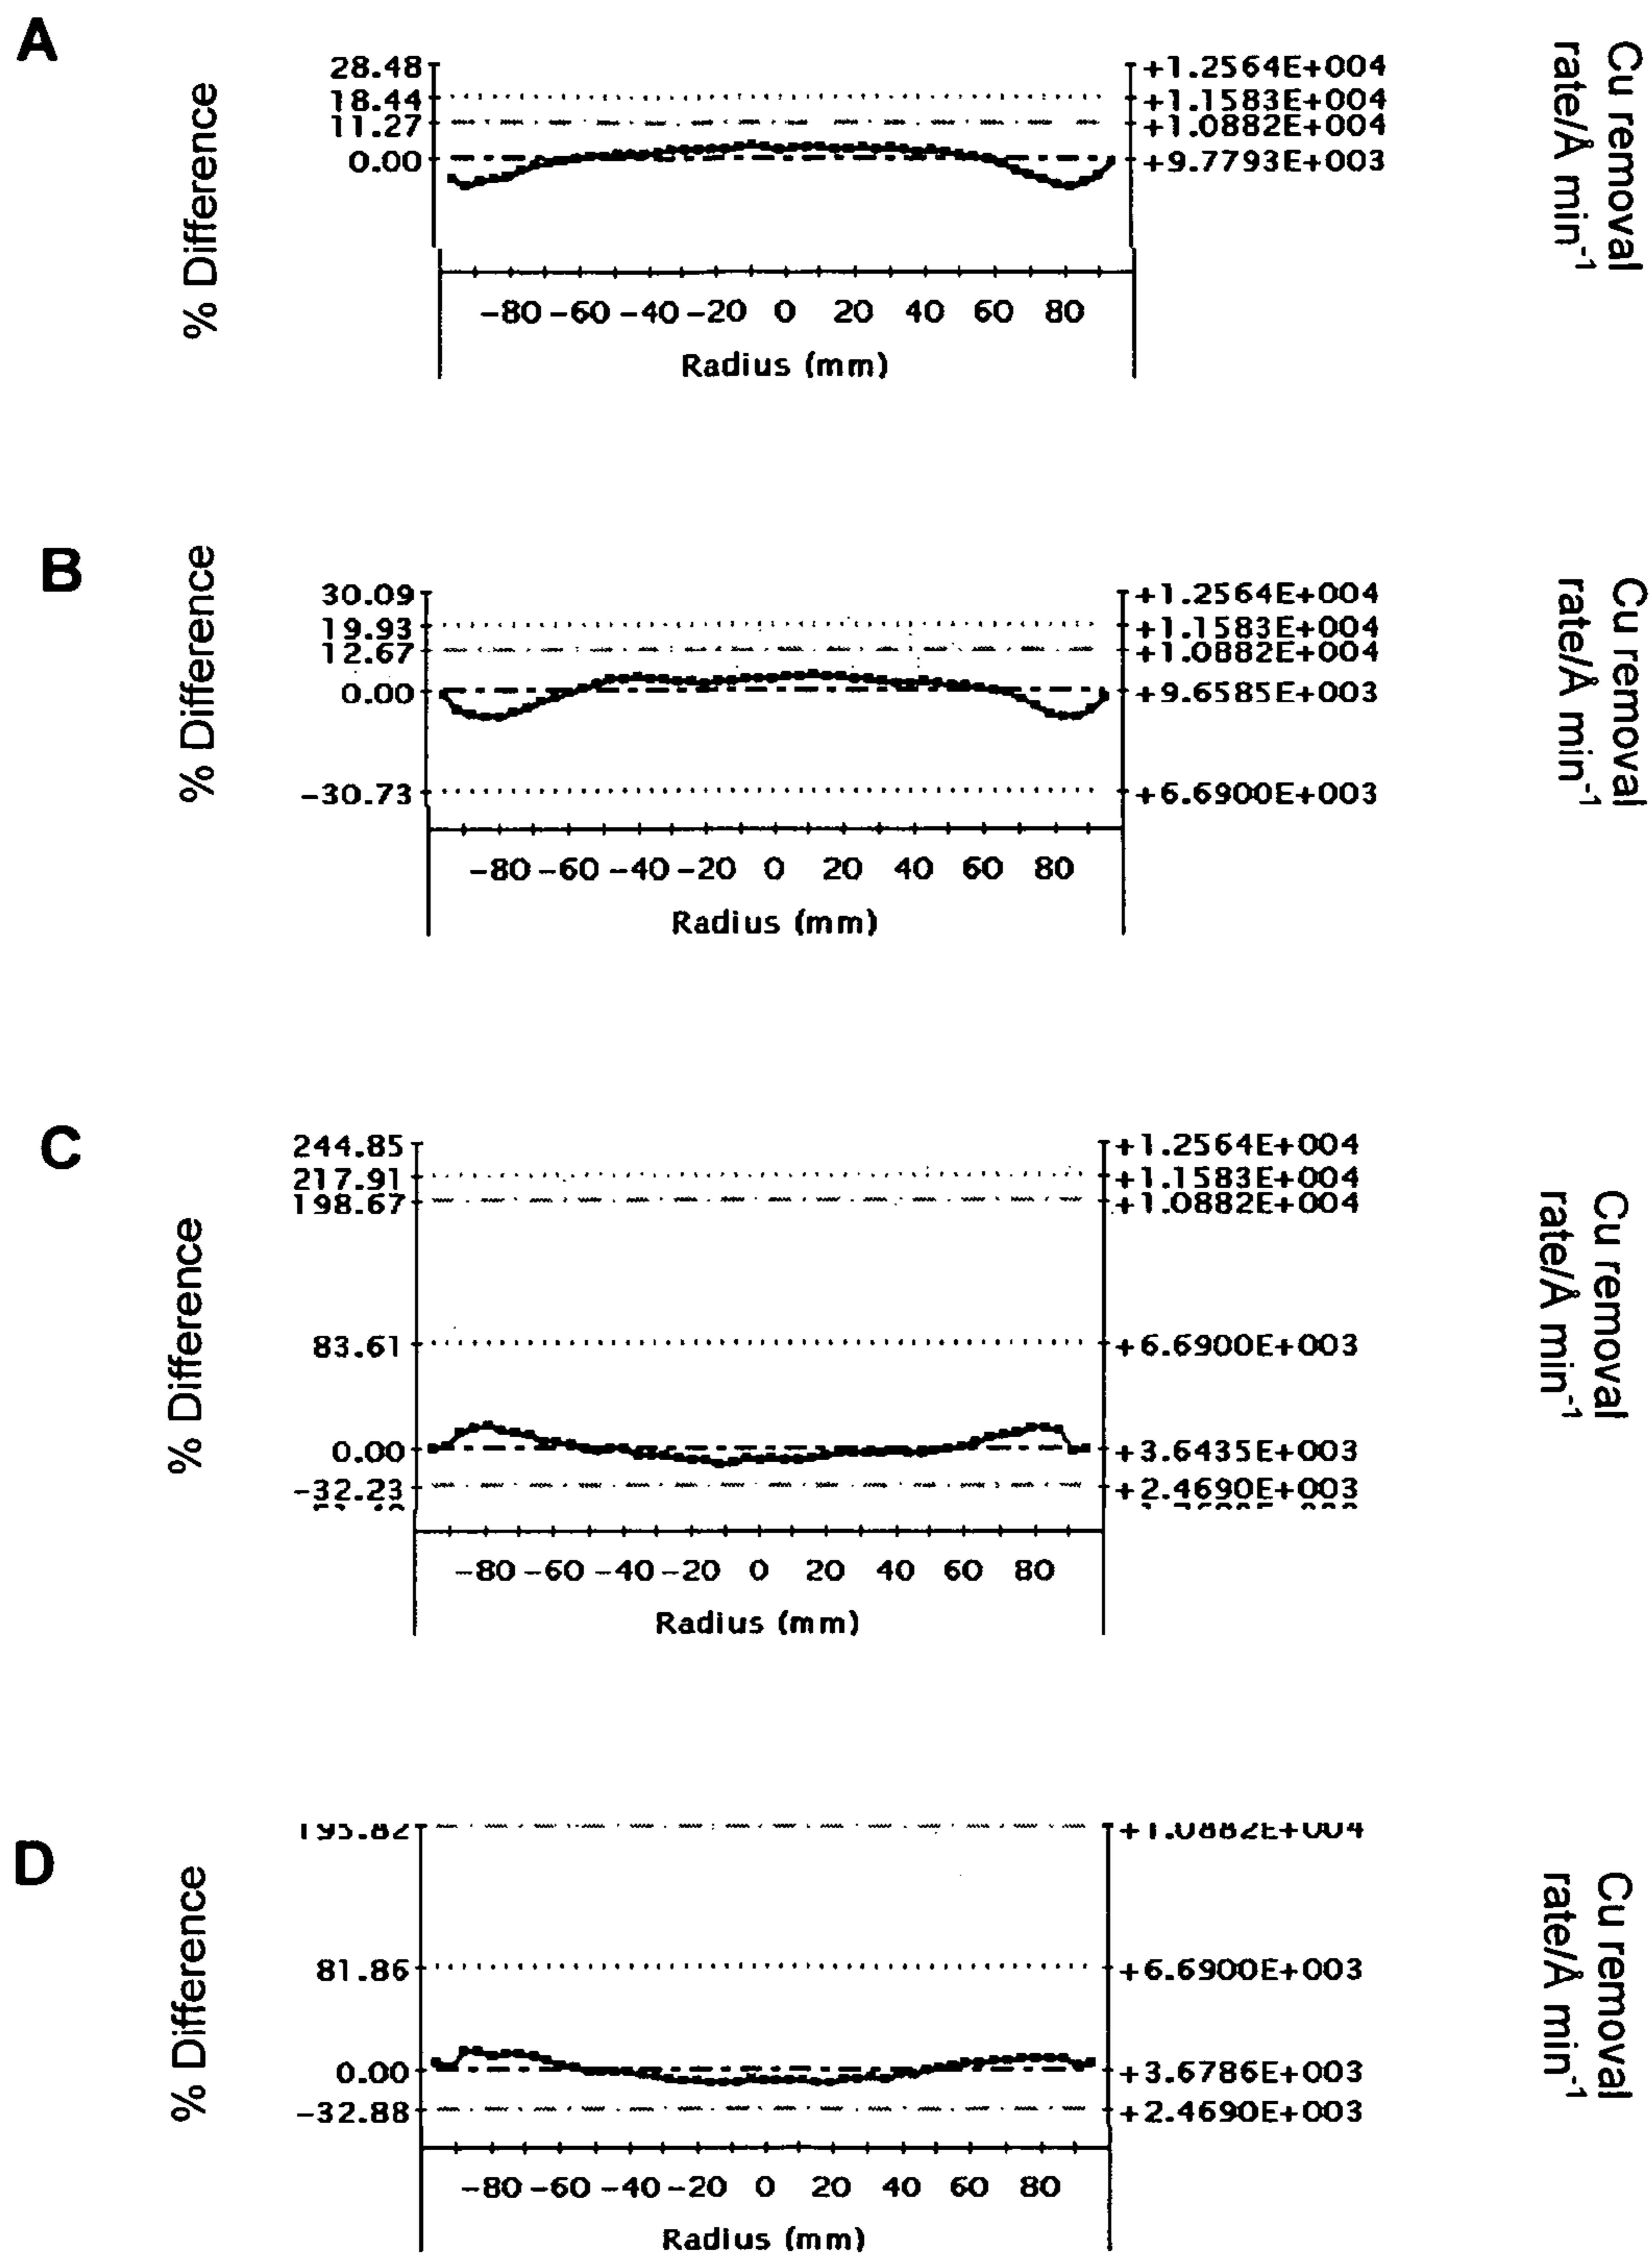 A
% Difference
28.48
18.44
11.27
0.00
+1.2564E+004
+1.1583E+004
+1.0882E+004
+9.7793E+003
Cu removal
rate/Å min⁻¹
-80 -60 -40 -20 0 20 40 60 80
Radius (mm)
B
% Difference
30.09
19.93
12.67
0.00
-30.73
+1.2564E+004
+1.1583E+004
+1.0882E+004
+9.6585E+003
+6.6900E+003
Cu removal
rate/Å min⁻¹
-80 -60 -40 -20 0 20 40 60 80
Radius (mm)
C
% Difference
244.85
217.91
198.67
83.61
0.00
-32.23
+1.2564E+004
+1.1583E+004
+1.0882E+004
+6.6900E+003
+3.6435E+003
+2.4690E+003
Cu removal
rate/Å min⁻¹
-80 -60 -40 -20 0 20 40 60 80
Radius (mm)
D
% Difference
195.82
81.86
0.00
-32.88
+1.0882E+004
+6.6900E+003
+3.6786E+003
+2.4690E+003
Cu removal
rate/Å min⁻¹
-80 -60 -40 -20 0 20 40 60 80
Radius (mm)